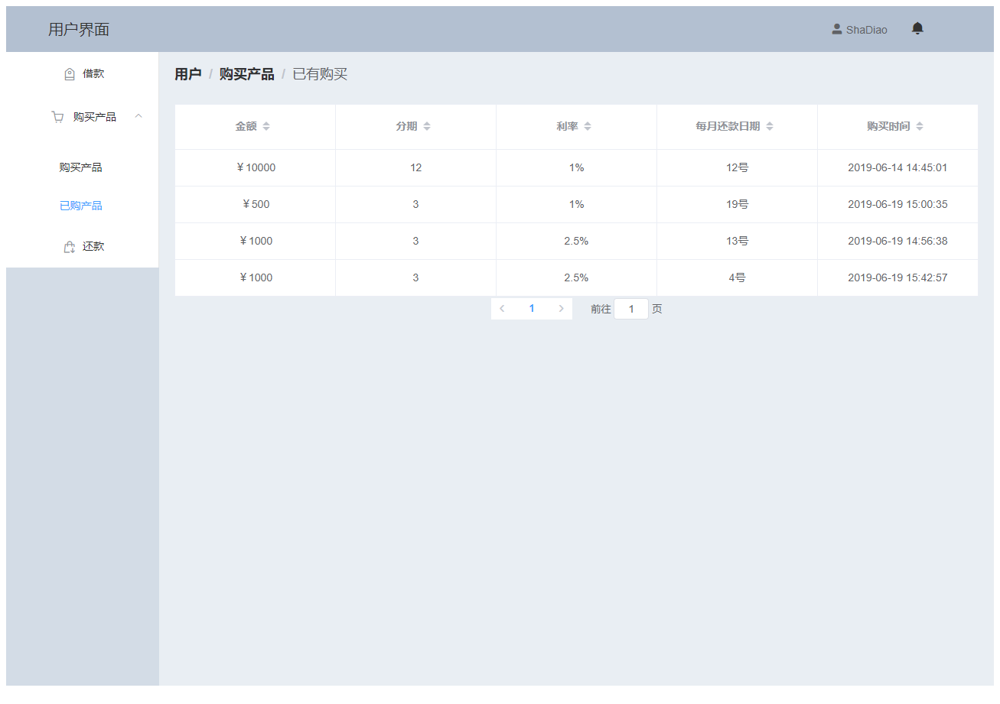 用户界面
ShaDiao
借款
购买产品
购买产品
已购产品
还款
用户 / 购买产品 / 已有购买
金额 分期 利率 每月还款日期 购买时间
￥10000 12 1% 12号 2019-06-14 14:45:01
￥500 3 1% 19号 2019-06-19 15:00:35
￥1000 3 2.5% 13号 2019-06-19 14:56:38
￥1000 3 2.5% 4号 2019-06-19 15:42:57
1 前往 1 页